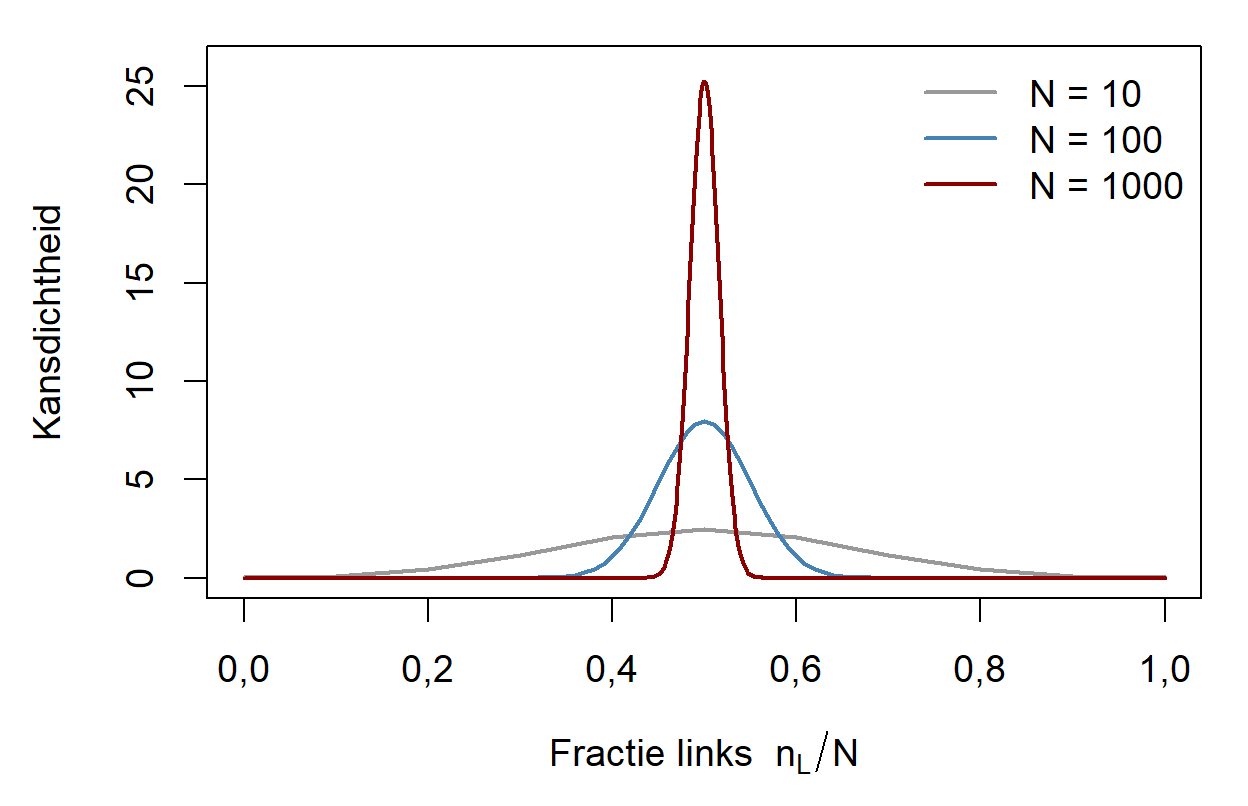 N = 10
N = 100
N = 1000
Kansdichtheid
25
20
15
10
5
0
0,0 0,2 0,4 0,6 0,8 1,0
Fractie links n_L/N